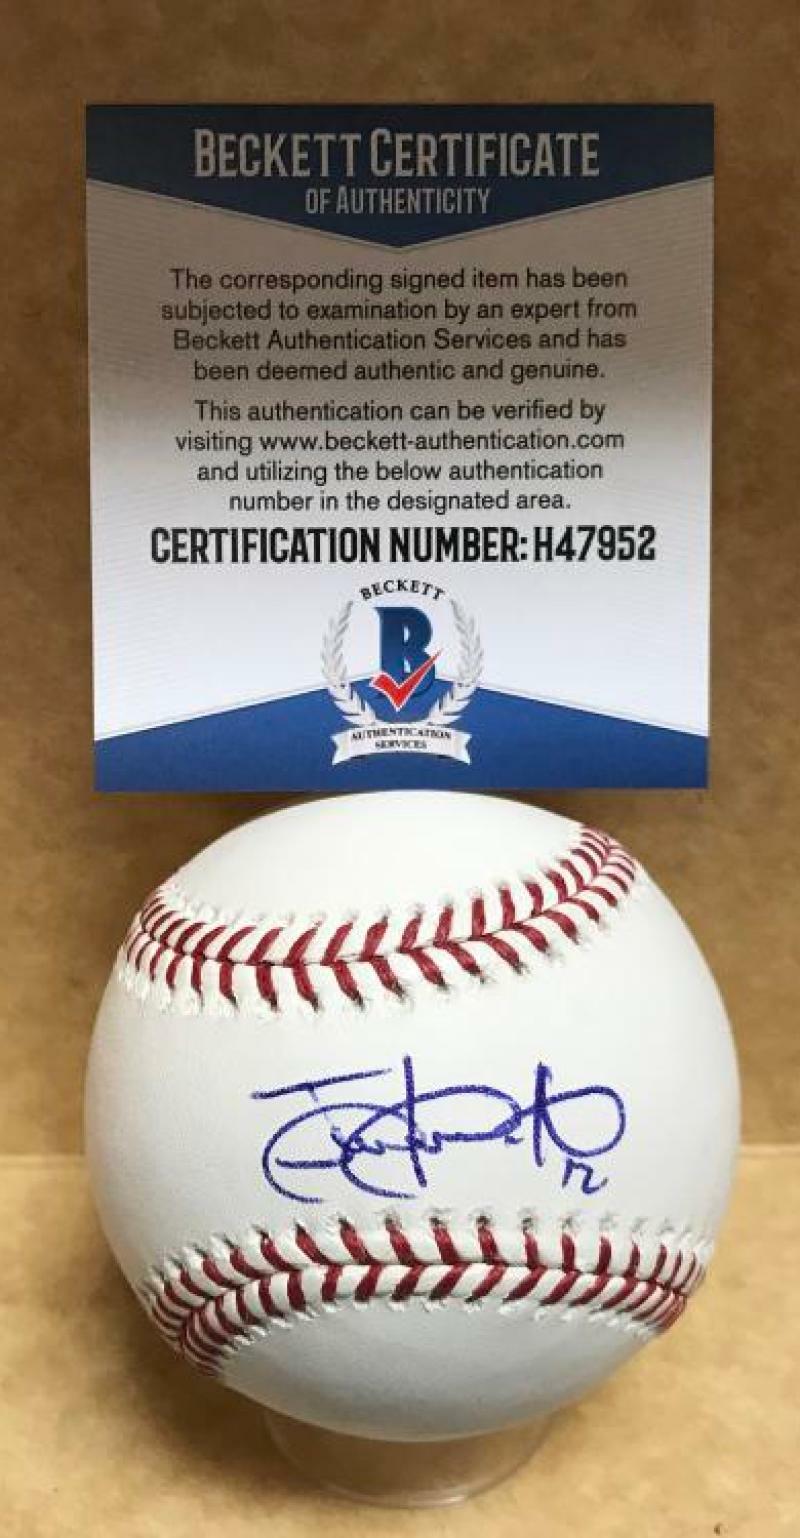 BECKETT CERTIFICATE
OF AUTHENTICITY
The corresponding signed item has been
subjected to examination by an expert from
Beckett Authentication Services and has
been deemed authentic and genuine.
This authentication can be verified by
visiting www.beckett-authentication.com
and utilizing the below authentication
number in the designated area.
CERTIFICATION NUMBER: H47952
BECKETT
B
AUTHENTICATION
SERVICES
12